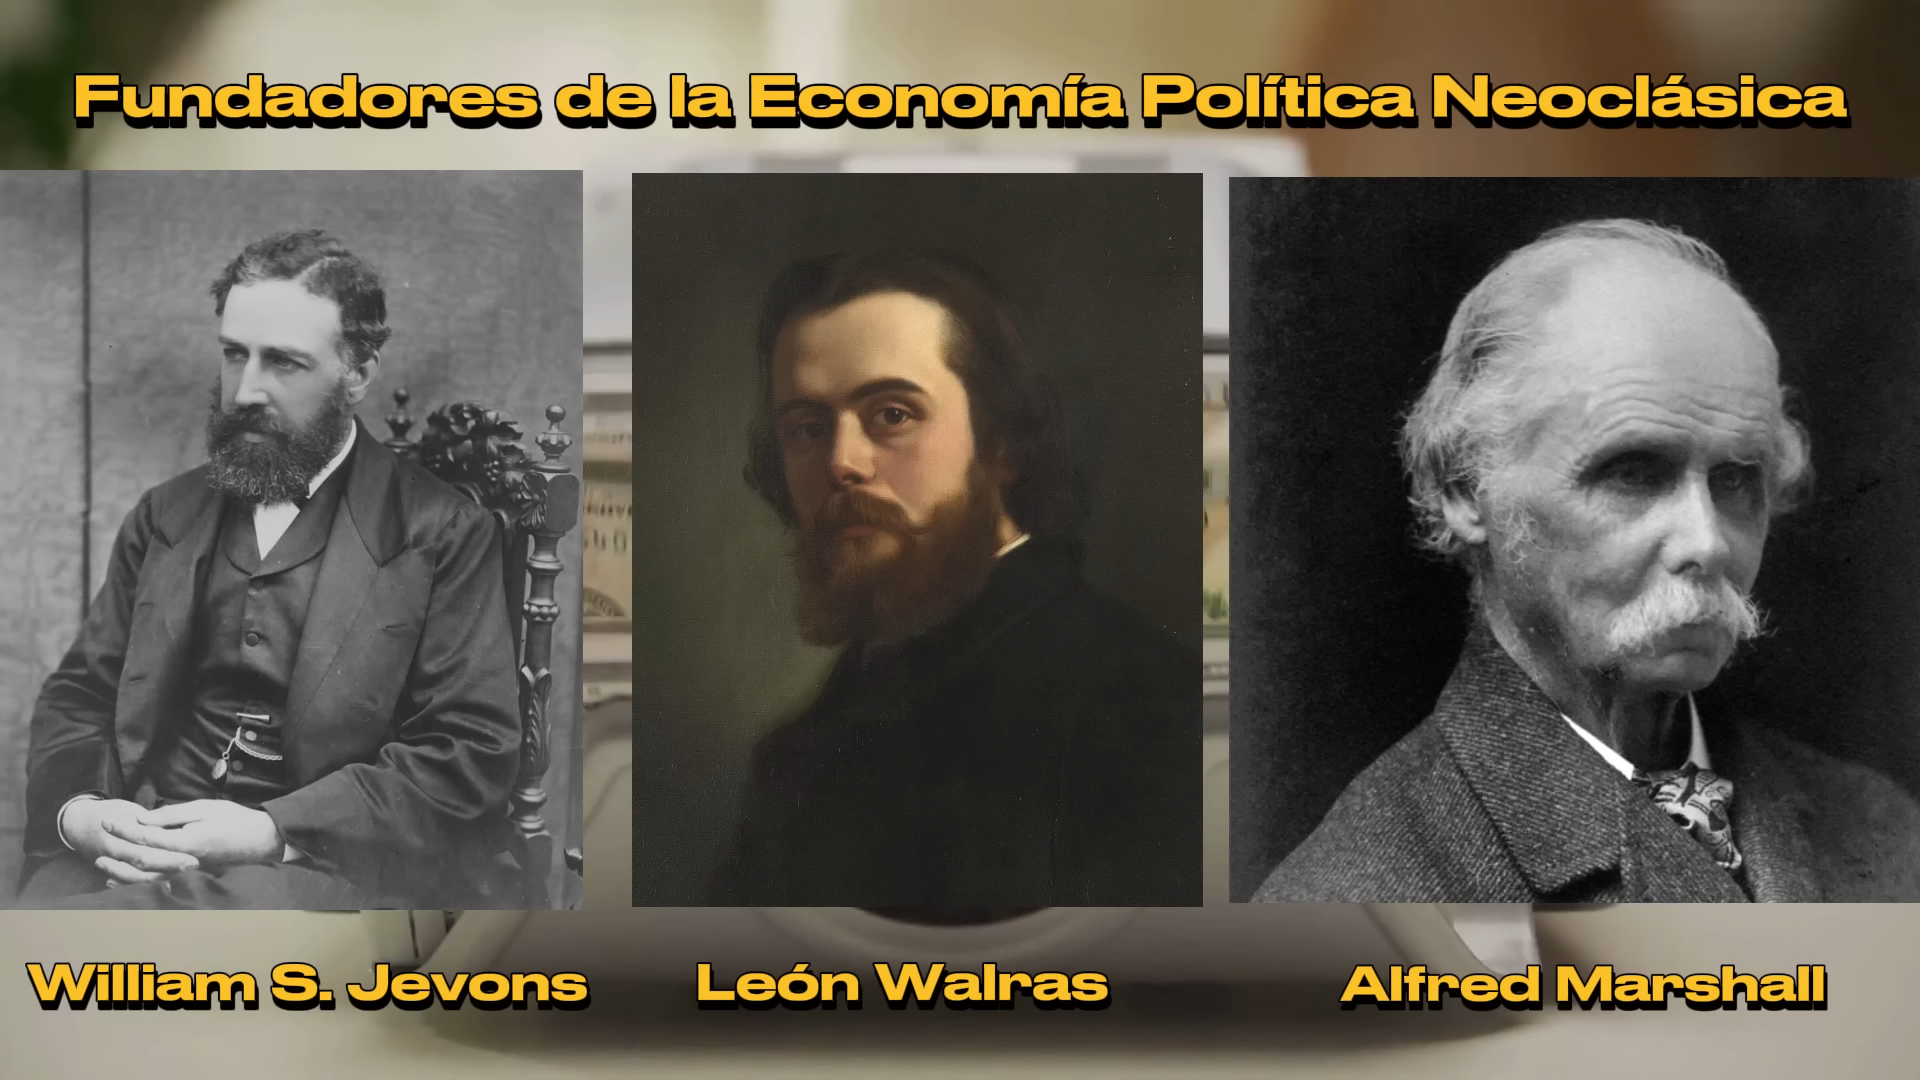 Fundadores de la Economía Política Neoclásica
William S. Jevons
León Walras
Alfred Marshall